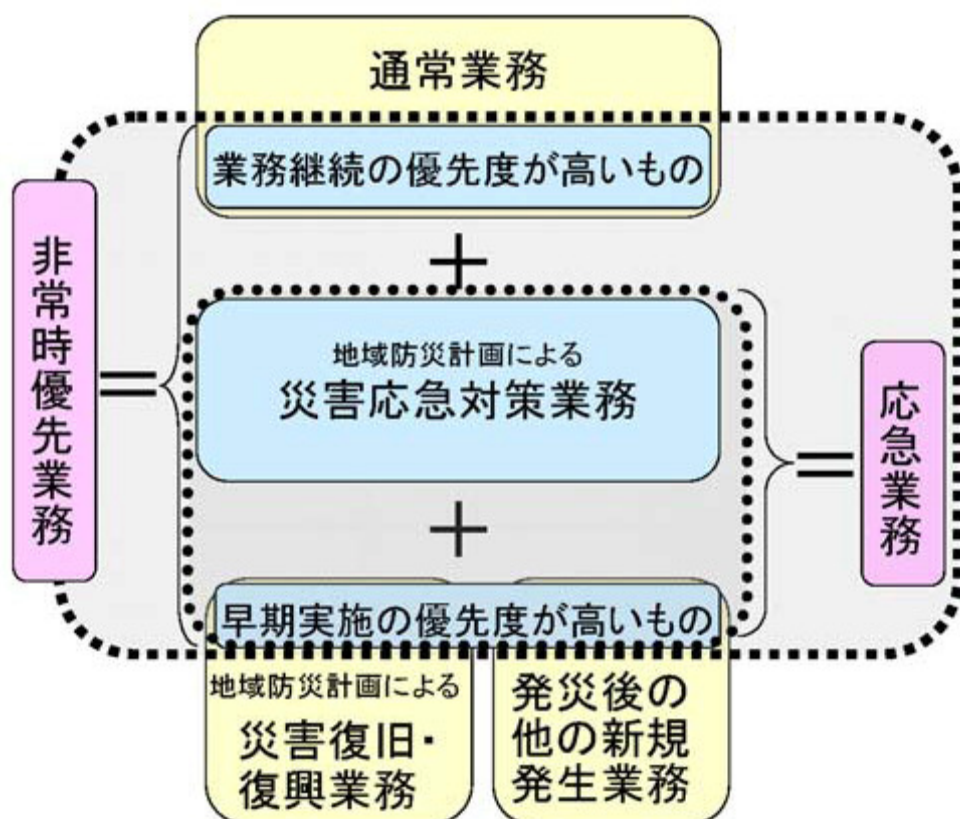 通常業務
業務継続の優先度が高いもの
+
非常時優先業務
=
地域防災計画による
災害応急対策業務
=
応急業務
+
早期実施の優先度が高いもの
地域防災計画による
災害復旧・
復興業務
発災後の
他の新規
発生業務